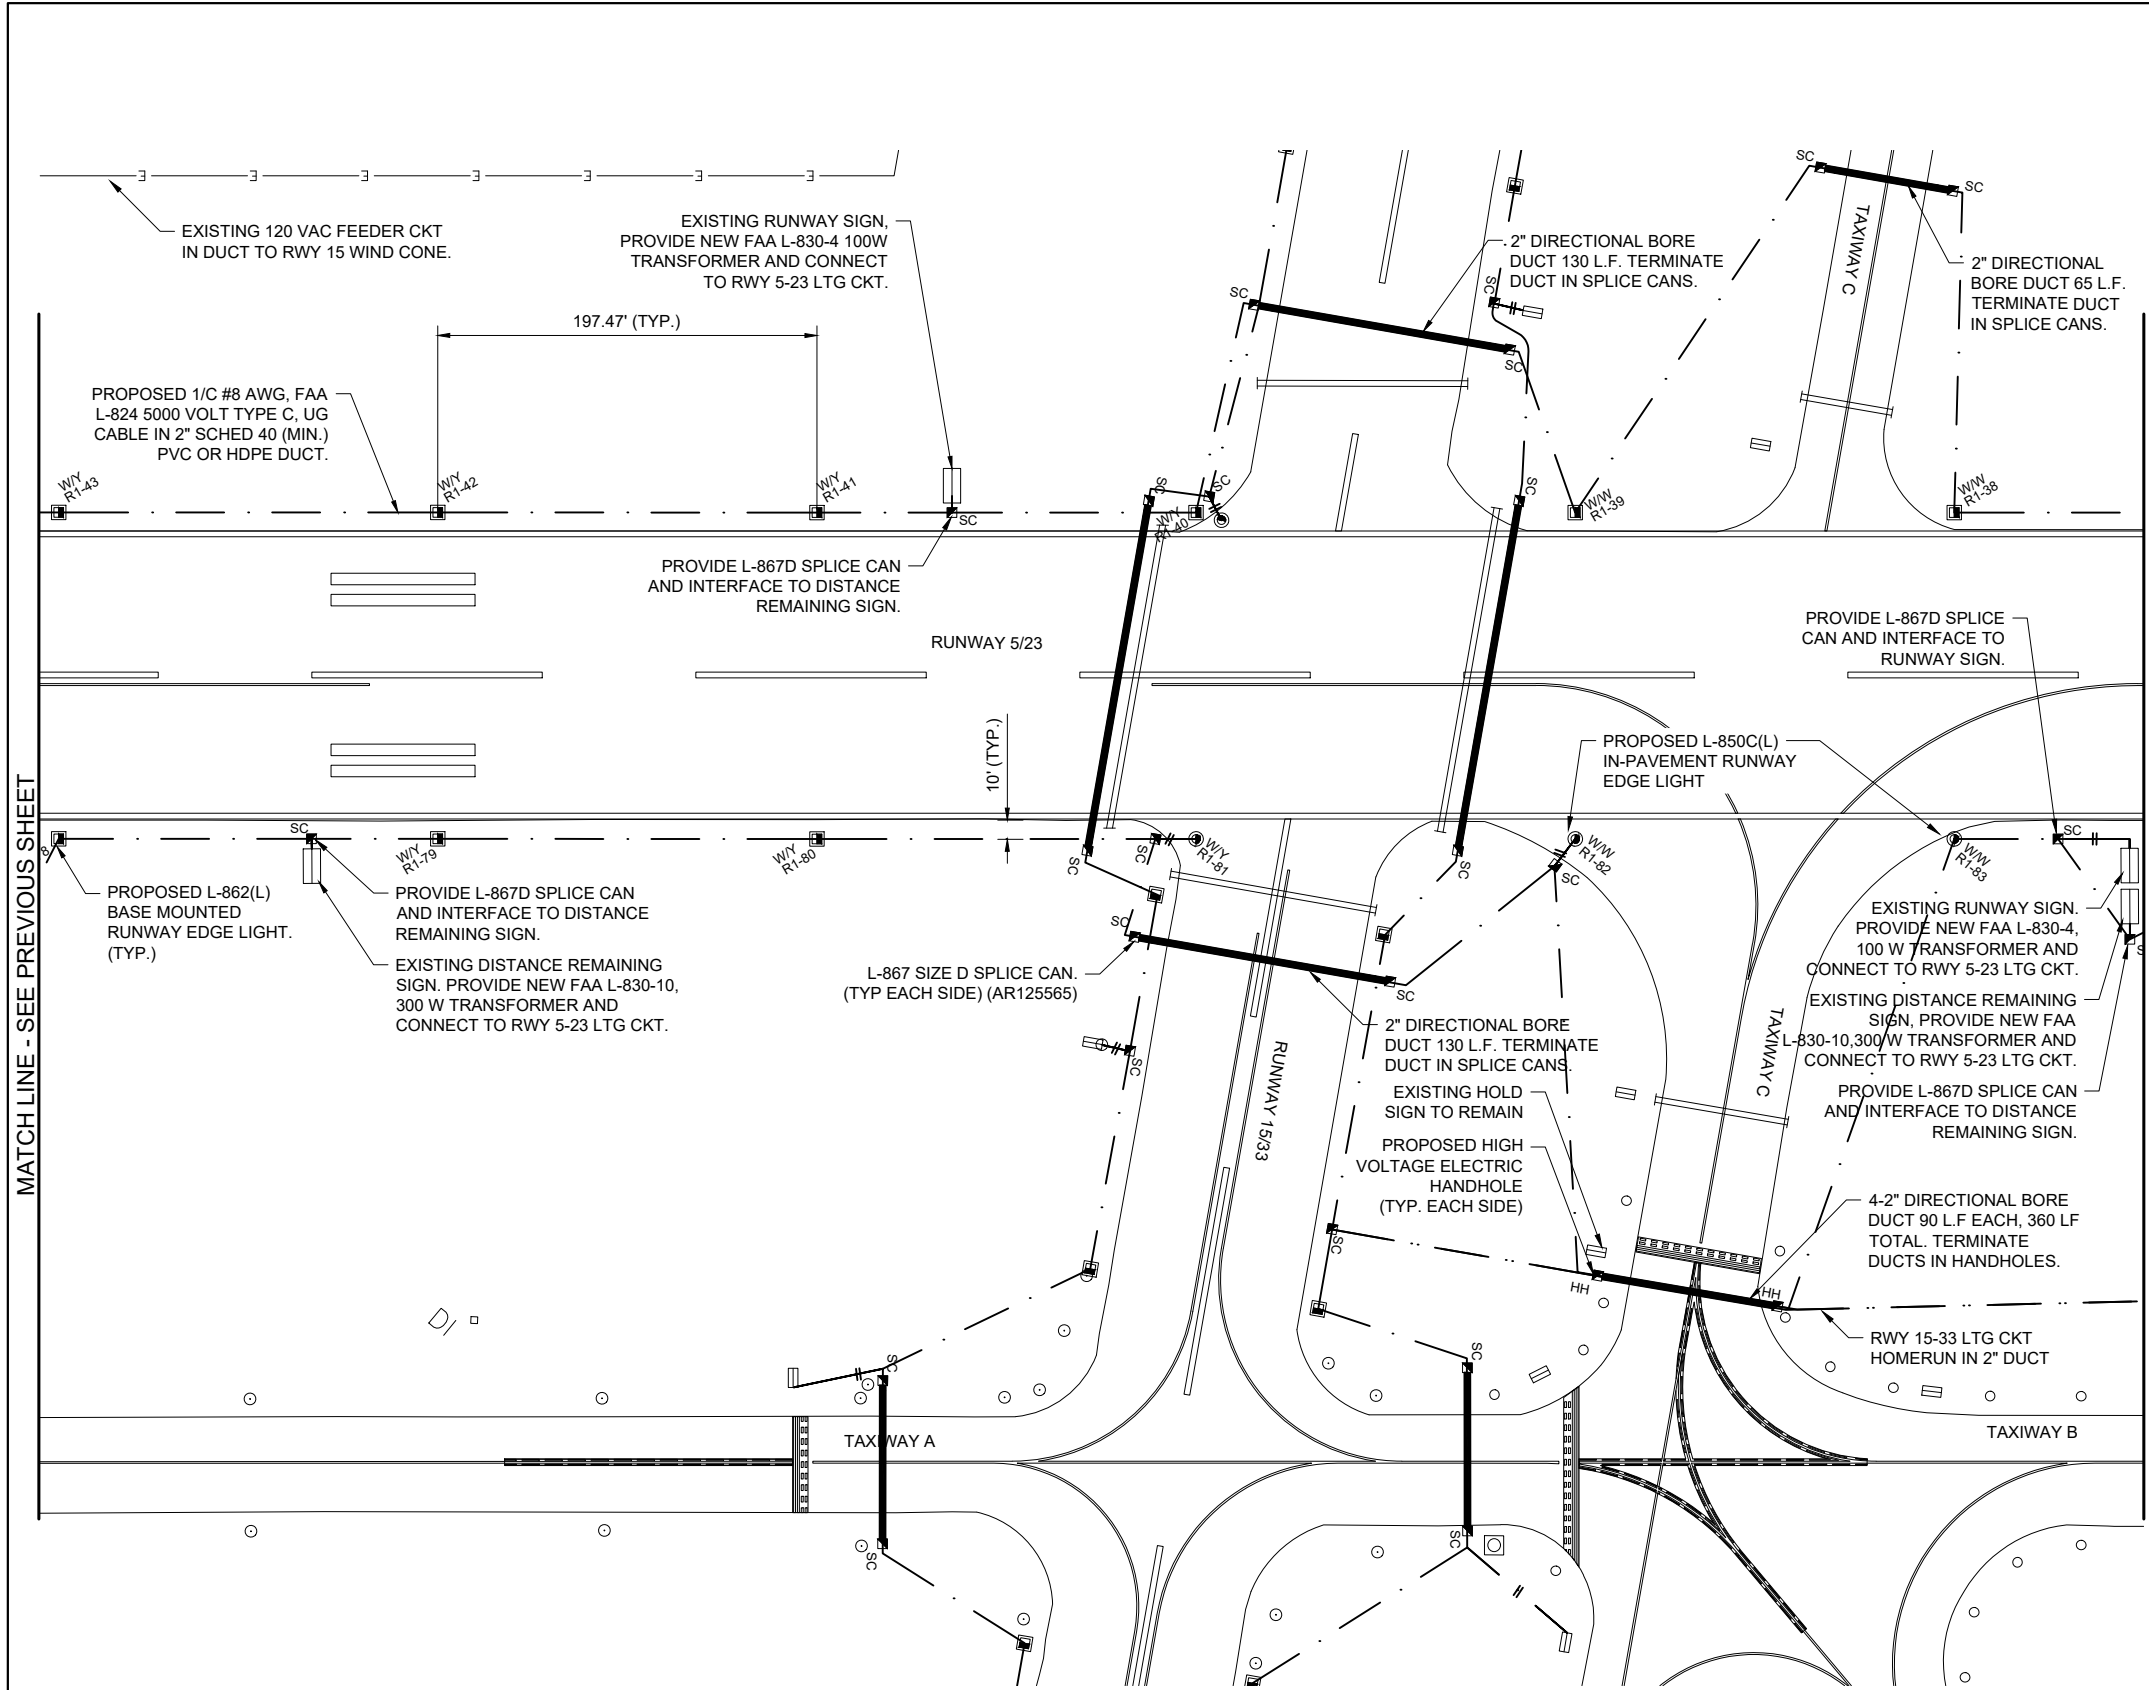 EXISTING 120 VAC FEEDER CKT
IN DUCT TO RWY 15 WIND CONE.
E
E
E
E
E
E
E
EXISTING RUNWAY SIGN,
PROVIDE NEW FAA L-830-4 100W
TRANSFORMER AND CONNECT
TO RWY 5-23 LTG CKT.
2" DIRECTIONAL BORE
DUCT 130 L.F. TERMINATE
DUCT IN SPLICE CANS.
SC
SC
TAXIWAY C
2" DIRECTIONAL
BORE DUCT 65 L.F.
TERMINATE DUCT
IN SPLICE CANS.
SC
SC
SC
197.47' (TYP.)
PROPOSED 1/C #8 AWG, FAA
L-824 5000 VOLT TYPE C, UG
CABLE IN 2" SCHED 40 (MIN.)
PVC OR HDPE DUCT.
W/Y
R1-43
W/Y
R1-42
W/Y
R1-41
SC
SC
SC
W/Y
R1-40
SC
W/W
R1-39
W/W
R1-38
PROVIDE L-867D SPLICE CAN
AND INTERFACE TO DISTANCE
REMAINING SIGN.
RUNWAY 5/23
PROVIDE L-867D SPLICE
CAN AND INTERFACE TO
RUNWAY SIGN.
10' (TYP.)
PROPOSED L-850C(L)
IN-PAVEMENT RUNWAY
EDGE LIGHT
MATCH LINE - SEE PREVIOUS SHEET
8
SC
W/Y
R1-79
W/Y
R1-80
SC
SC
W/Y
R1-81
SC
W/W
R1-82
SC
W/W
R1-83
SC
PROPOSED L-862(L)
BASE MOUNTED
RUNWAY EDGE LIGHT.
(TYP.)
PROVIDE L-867D SPLICE CAN
AND INTERFACE TO DISTANCE
REMAINING SIGN.
EXISTING DISTANCE REMAINING
SIGN. PROVIDE NEW FAA L-830-10,
300 W TRANSFORMER AND
CONNECT TO RWY 5-23 LTG CKT.
SC
L-867 SIZE D SPLICE CAN.
(TYP EACH SIDE) (AR125565)
SC
SC
2" DIRECTIONAL BORE
DUCT 130 L.F. TERMINATE
DUCT IN SPLICE CANS.
EXISTING RUNWAY SIGN.
PROVIDE NEW FAA L-830-4,
100 W TRANSFORMER AND
CONNECT TO RWY 5-23 LTG CKT.
S
EXISTING DISTANCE REMAINING
SIGN, PROVIDE NEW FAA
L-830-10,300 W TRANSFORMER AND
CONNECT TO RWY 5-23 LTG CKT.
PROVIDE L-867D SPLICE CAN
AND INTERFACE TO DISTANCE
REMAINING SIGN.
RUNWAY 15/33
TAXIWAY C
EXISTING HOLD
SIGN TO REMAIN
PROPOSED HIGH
VOLTAGE ELECTRIC
HANDHOLE
(TYP. EACH SIDE)
4-2" DIRECTIONAL BORE
DUCT 90 L.F EACH, 360 LF
TOTAL. TERMINATE
DUCTS IN HANDHOLES.
SC
HH
HH
RWY 15-33 LTG CKT
HOMERUN IN 2" DUCT
D/
SC
SC
TAXIWAY A
TAXIWAY B
SC
SC